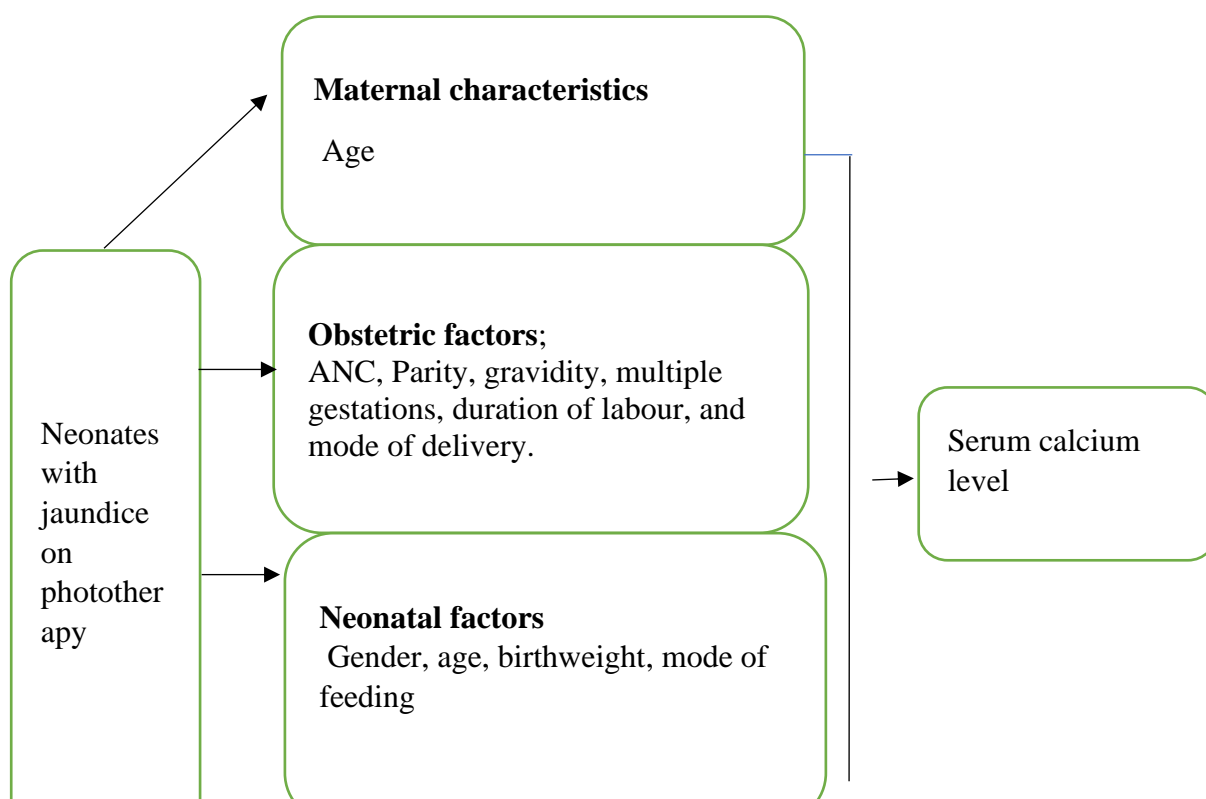 Maternal characteristics
Age
Obstetric factors;
ANC, Parity, gravidity, multiple
gestations, duration of labour, and
mode of delivery.
Neonates
with
jaundice
on
photother
apy
Serum calcium
level
Neonatal factors
Gender, age, birthweight, mode of
feeding